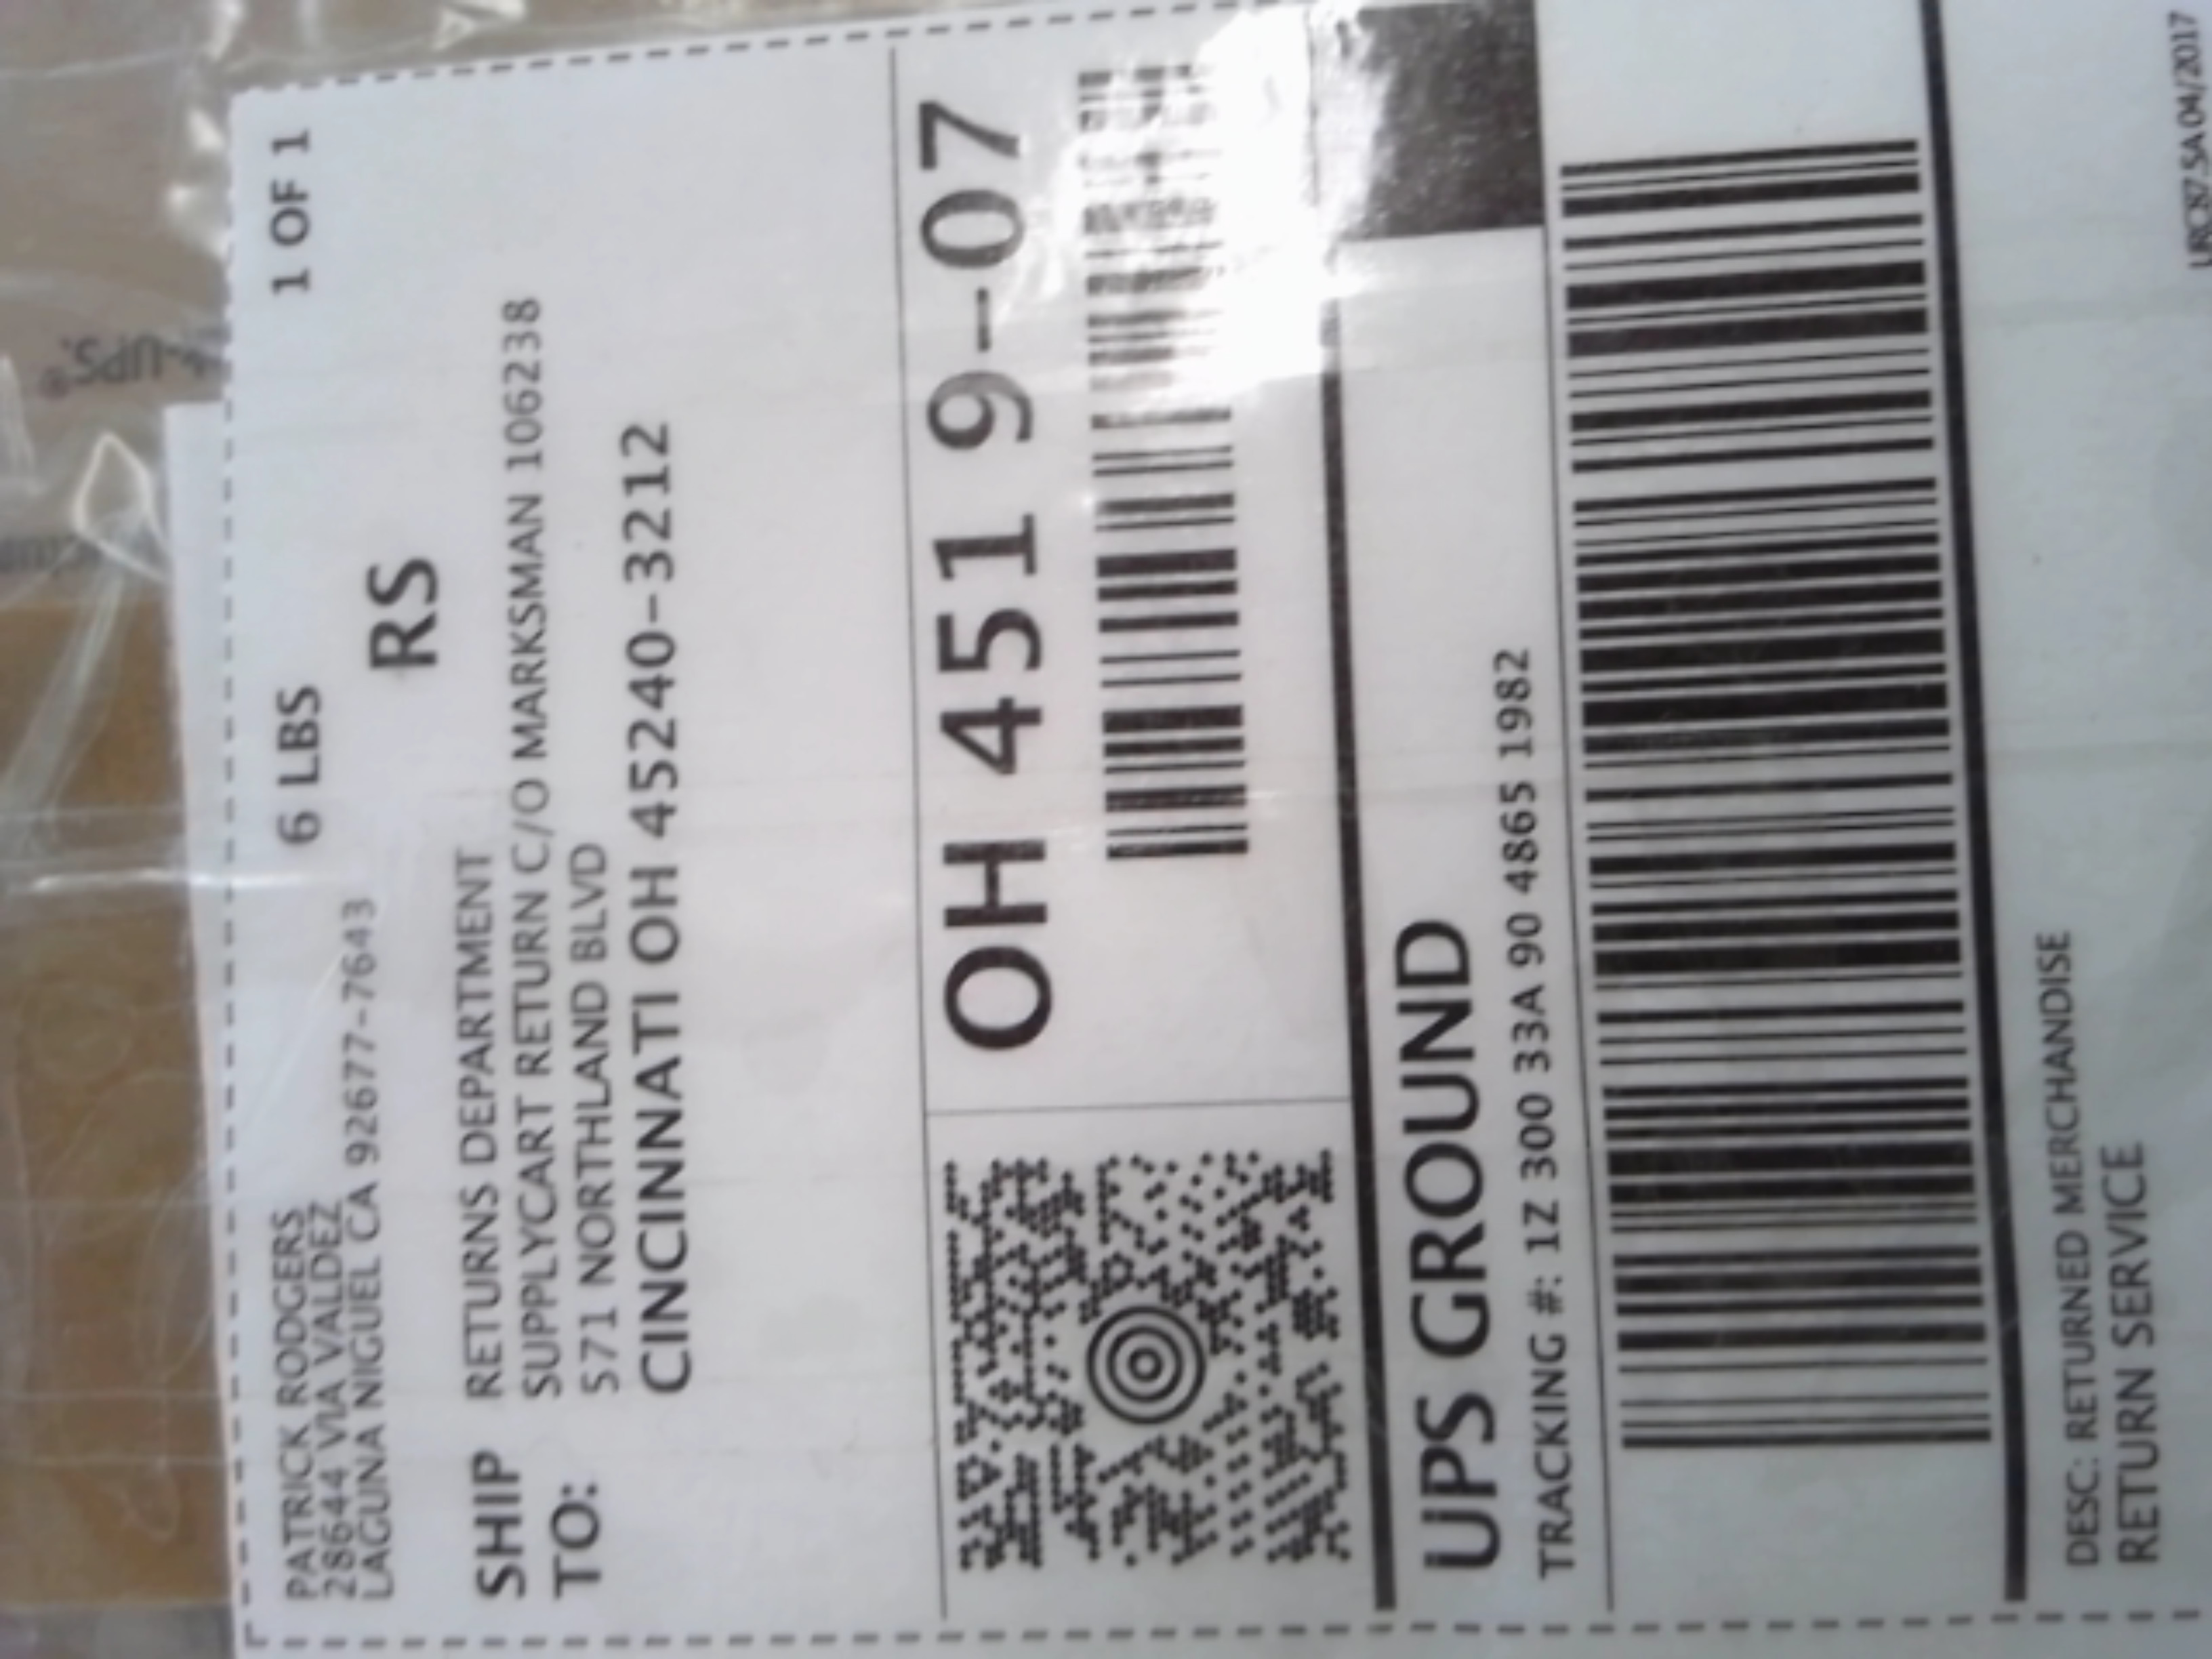 PATRICK RODGERS
28644 VIA VALDEZ
LAGUNA NIGUEL CA 92677-7643
6 LBS
1 OF 1
RS
SHIP TO:
RETURNS DEPARTMENT
SUPPLYCART RETURN C/O MARKSMAN 106238
571 NORTHLAND BLVD
CINCINNATI OH 45240-3212
OH 451 9-07
UPS GROUND
TRACKING #: 1Z 300 33A 90 4865 1982
DESC: RETURNED MERCHANDISE
RETURN SERVICE
04/2017